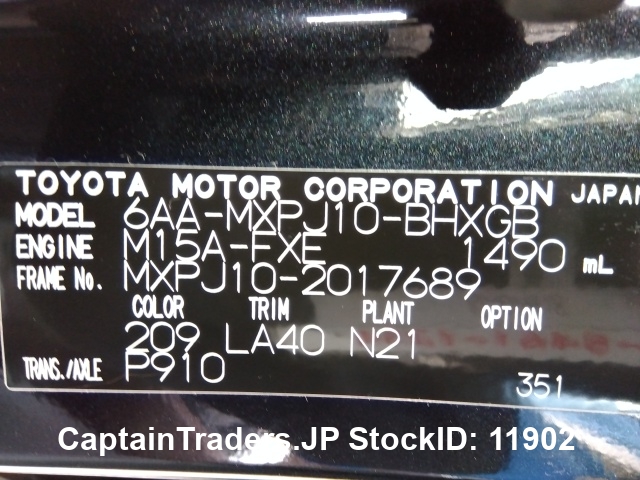 TOYOTA MOTOR CORPORATION JAPAN
MODEL 6AA-MXPJ10-BHXGB
ENGINE M15A-FXE 1490 mL
FRAME No. MXPJ10-2017689
COLOR TRIM PLANT OPTION
209 LA40 N21
TRANS./AXLE P910
351
CaptainTraders.JP StockID: 11902